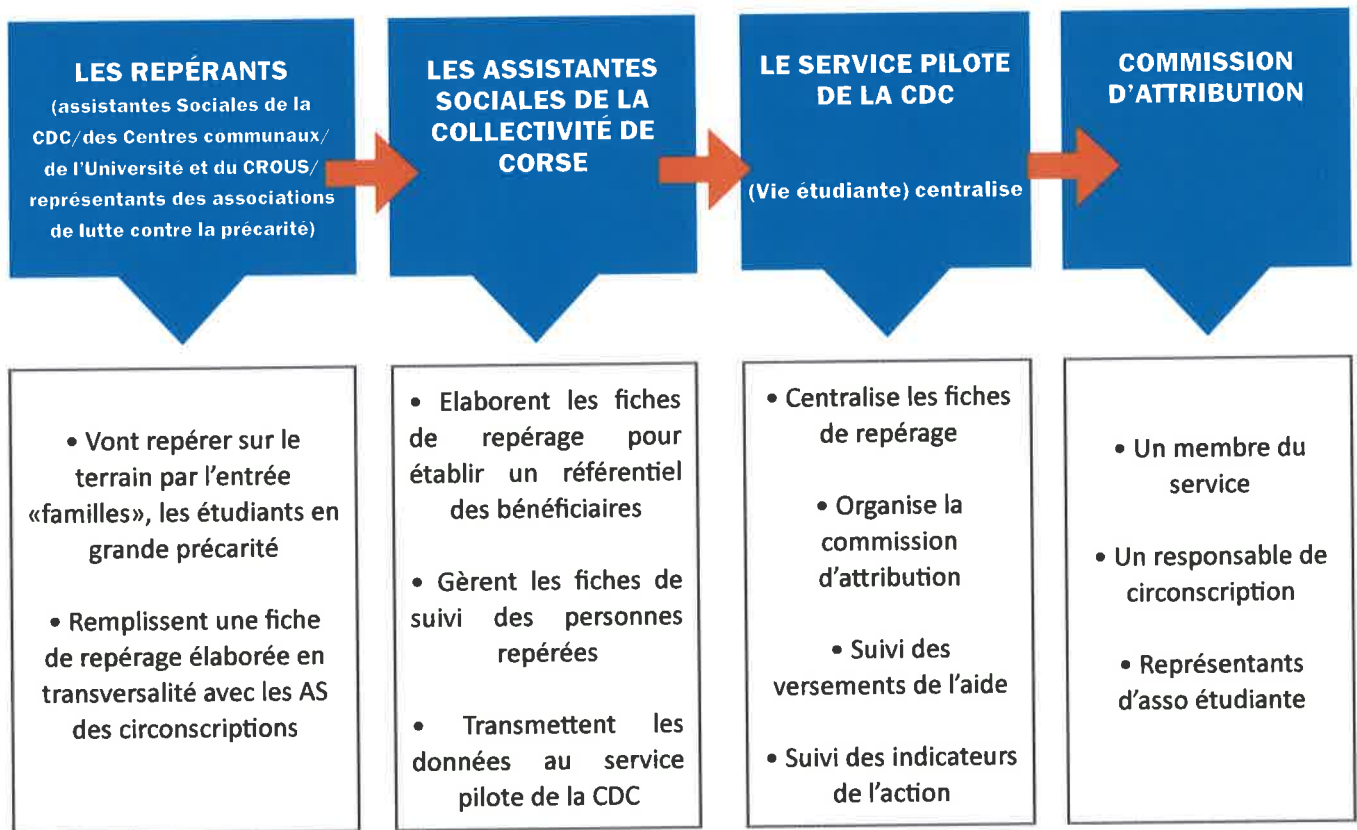 LES REPÉRANTS
(assistantes Sociales de la
CDC/des Centres communaux/
de l'Université et du CROUS/
représentants des associations
de lutte contre la précarité)
LES ASSISTANTES
SOCIALES DE LA
COLLECTIVITÉ DE
CORSE
LE SERVICE PILOTE
DE LA CDC
(Vie étudiante) centralise
COMMISSION
D'ATTRIBUTION
• Vont repérer sur le
terrain par l'entrée
«familles», les étudiants en
grande précarité
• Remplissent une fiche
de repérage élaborée en
transversalité avec les AS
des circonscriptions
• Elaborent les fiches
de repérage pour
établir un référentiel
des bénéficiaires
• Gèrent les fiches de
suivi des personnes
repérées
• Transmettent les
données au service
pilote de la CDC
• Centralise les fiches
de repérage
• Organise la
commission
d'attribution
• Suivi des
versements de l'aide
• Suivi des indicateurs
de l'action
• Un membre du
service
• Un responsable de
circonscription
• Représentants
d'asso étudiante